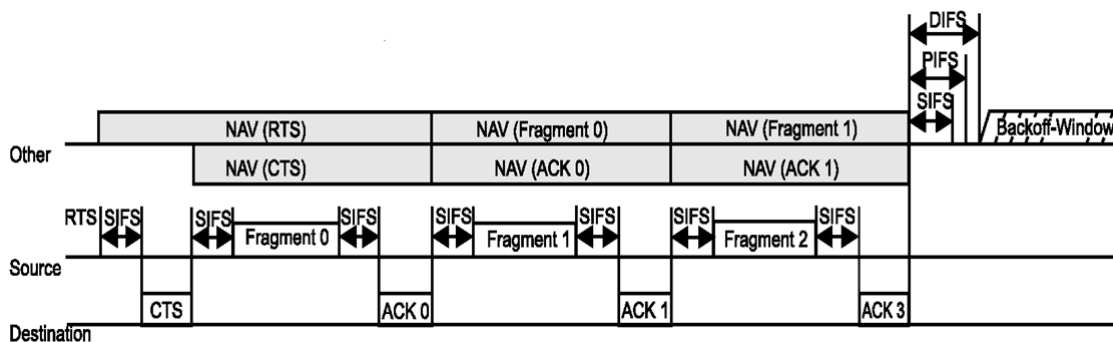 DIFS
PIFS
SIFS
NAV (RTS) NAV (Fragment 0) NAV (Fragment 1) Backoff-Window
Other
NAV (CTS) NAV (ACK 0) NAV (ACK 1)
RTS SIFS SIFS SIFS SIFS SIFS SIFS SIFS
Fragment 0 Fragment 1 Fragment 2
Source
CTS ACK 0 ACK 1 ACK 3
Destination